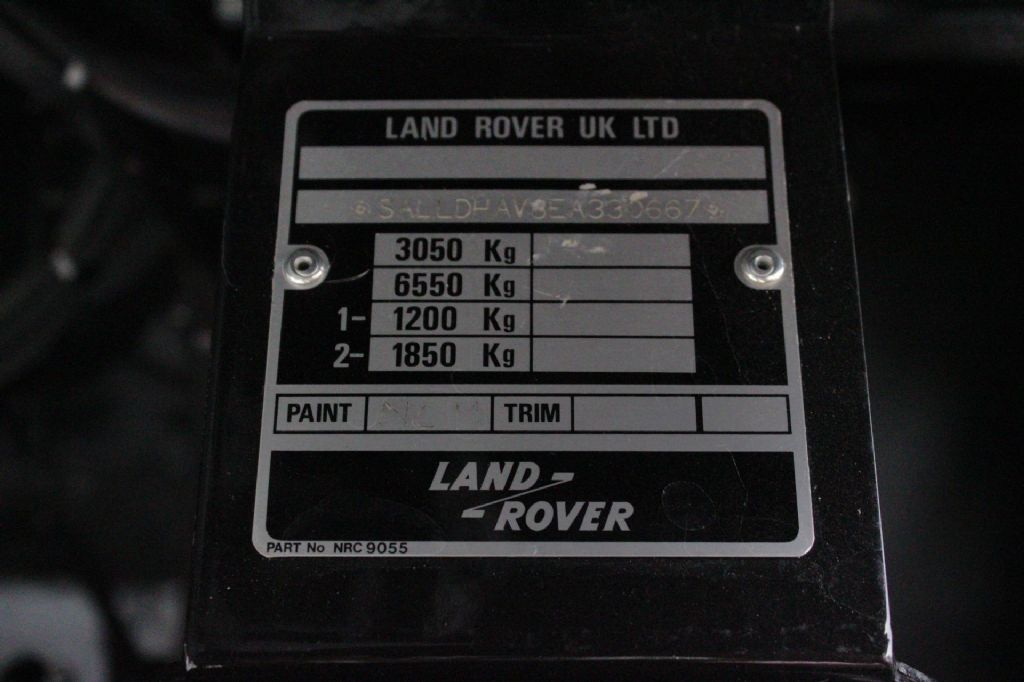 LAND ROVER UK LTD
SALLDHAV8EA330667
3050 Kg
6550 Kg
1- 1200 Kg
2- 1850 Kg
PAINT TRIM
LAND-
-ROVER
PART No NRC 9055